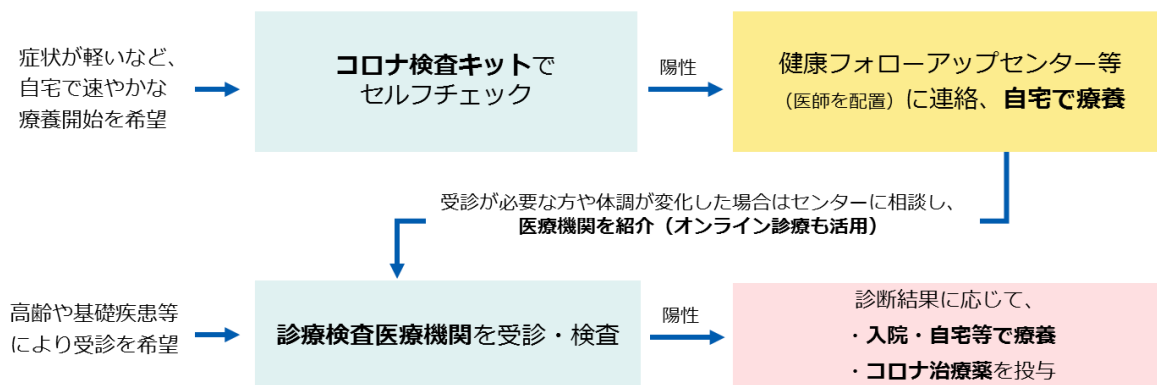 症状が軽いなど、
自宅で速やかな
療養開始を希望
コロナ検査キットで
セルフチェック
陽性
健康フォローアップセンター等
（医師を配置）に連絡、自宅で療養
受診が必要な方や体調が変化した場合はセンターに相談し、
医療機関を紹介（オンライン診療も活用）
高齢や基礎疾患等
により受診を希望
診療検査医療機関を受診・検査
陽性
診断結果に応じて、
・入院・自宅等で療養
・コロナ治療薬を投与